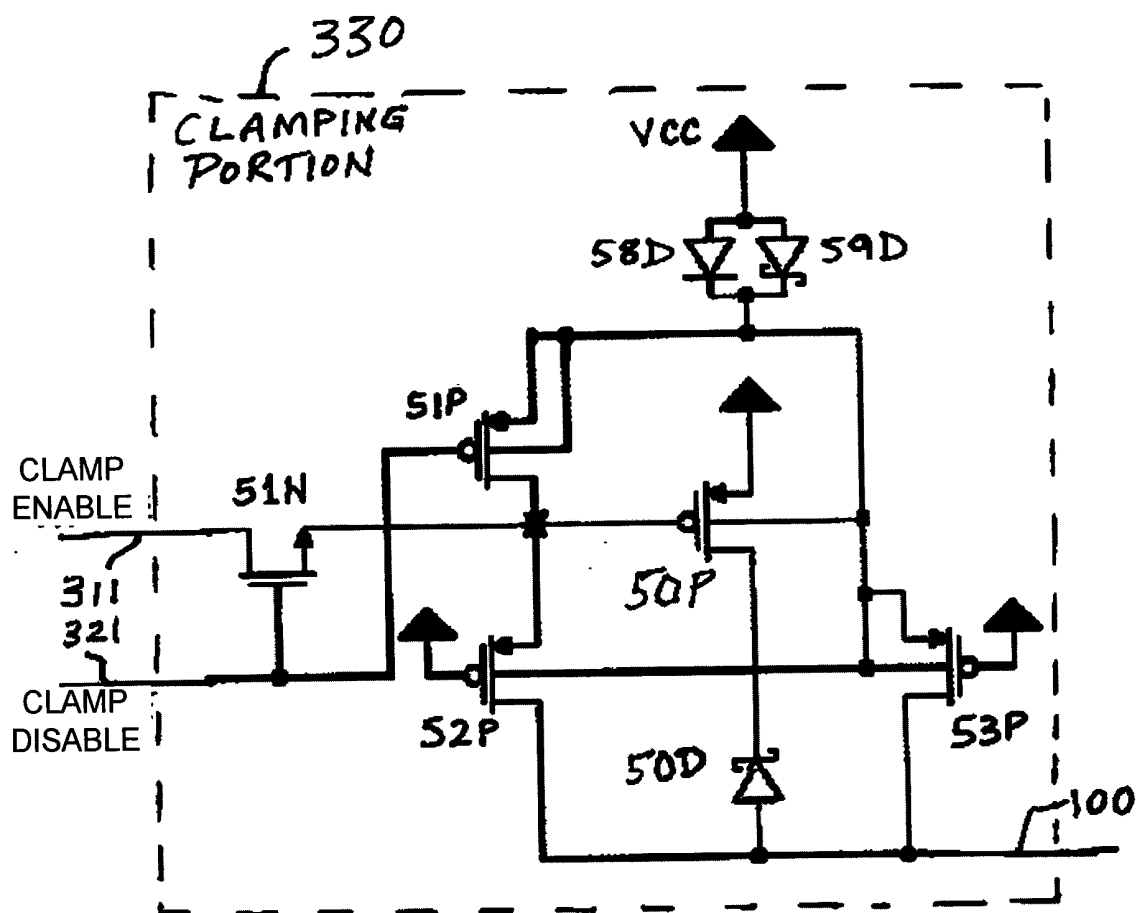 330
CLAMPING
PORTION
VCC
58D
59D
51P
CLAMP
ENABLE
51N
311
50P
321
CLAMP
DISABLE
52P
50D
53P
100